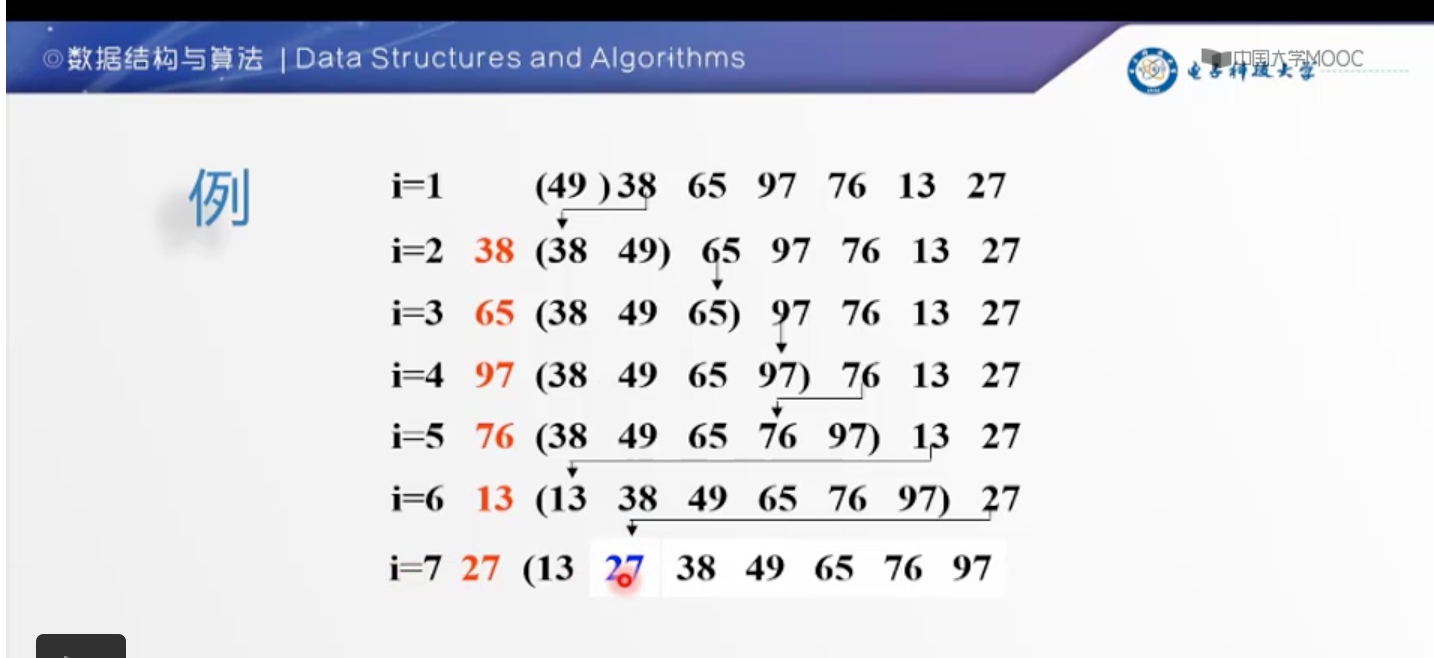 ◎数据结构与算法 | Data Structures and Algorithms
中国大学MOOC
电子科技大学
例
i=1 (49 ) 38 65 97 76 13 27
i=2 38 (38 49) 65 97 76 13 27
i=3 65 (38 49 65) 97 76 13 27
i=4 97 (38 49 65 97) 76 13 27
i=5 76 (38 49 65 76 97) 13 27
i=6 13 (13 38 49 65 76 97) 27
i=7 27 (13 27 38 49 65 76 97